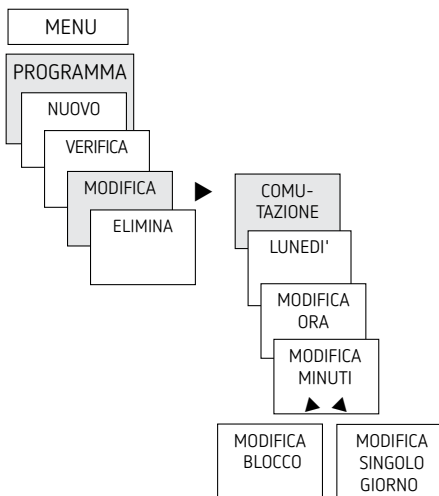 MENU
PROGRAMMA
NUOVO
VERIFICA
MODIFICA
ELIMINA
COMU-
TAZIONE
LUNEDI'
MODIFICA
ORA
MODIFICA
MINUTI
MODIFICA
BLOCCO
MODIFICA
SINGOLO
GIORNO